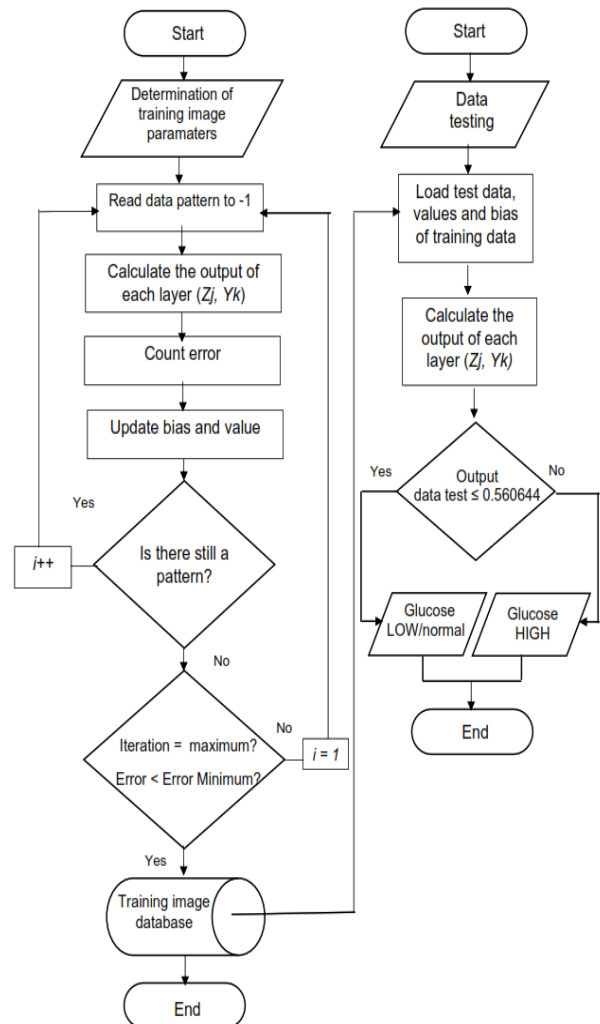 Start
Determination of
training image
paramaters
Read data pattern to -1
Calculate the output of
each layer (Zj, Yk)
Count error
Update bias and value
Yes
Is there still a
pattern?
i++
No
Iteration = maximum?
Error < Error Minimum?
No
i = 1
Yes
Training image
database
End
Start
Data
testing
Load test data,
values and bias
of training data
Calculate the
output of each
layer (Zj, Yk)
Yes
Output
data test ≤ 0.560644
No
Glucose
LOW/normal
Glucose
HIGH
End